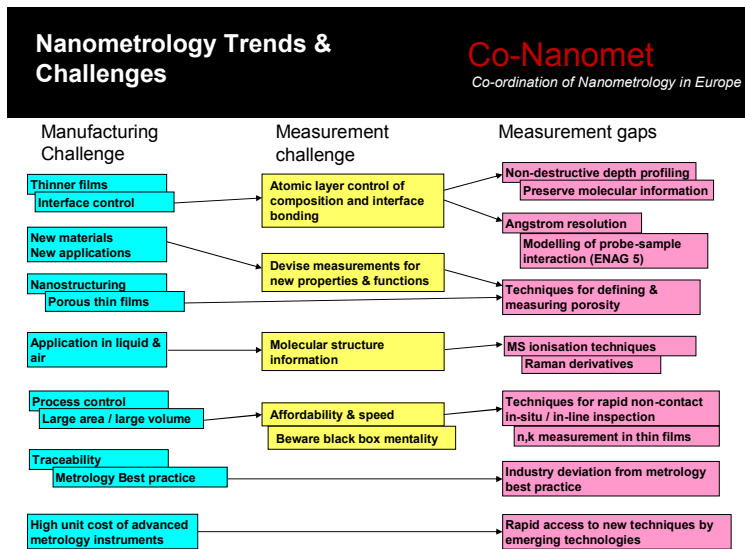 Nanometrology Trends &
Challenges
Co-Nanomet
Co-ordination of Nanometrology in Europe
Manufacturing
Challenge
Measurement
challenge
Measurement gaps
Thinner films
Interface control
Atomic layer control of
composition and interface
bonding
Non-destructive depth profiling
Preserve molecular information
Angstrom resolution
Modelling of probe-sample
interaction (ENAG 5)
New materials
New applications
Devise measurements for
new properties & functions
Nanostructuring
Porous thin films
Techniques for defining &
measuring porosity
Application in liquid &
air
Molecular structure
information
MS ionisation techniques
Raman derivatives
Process control
Large area / large volume
Affordability & speed
Beware black box mentality
Techniques for rapid non-contact
in-situ / in-line inspection
n,k measurement in thin films
Traceability
Metrology Best practice
Industry deviation from metrology
best practice
High unit cost of advanced
metrology instruments
Rapid access to new techniques by
emerging technologies